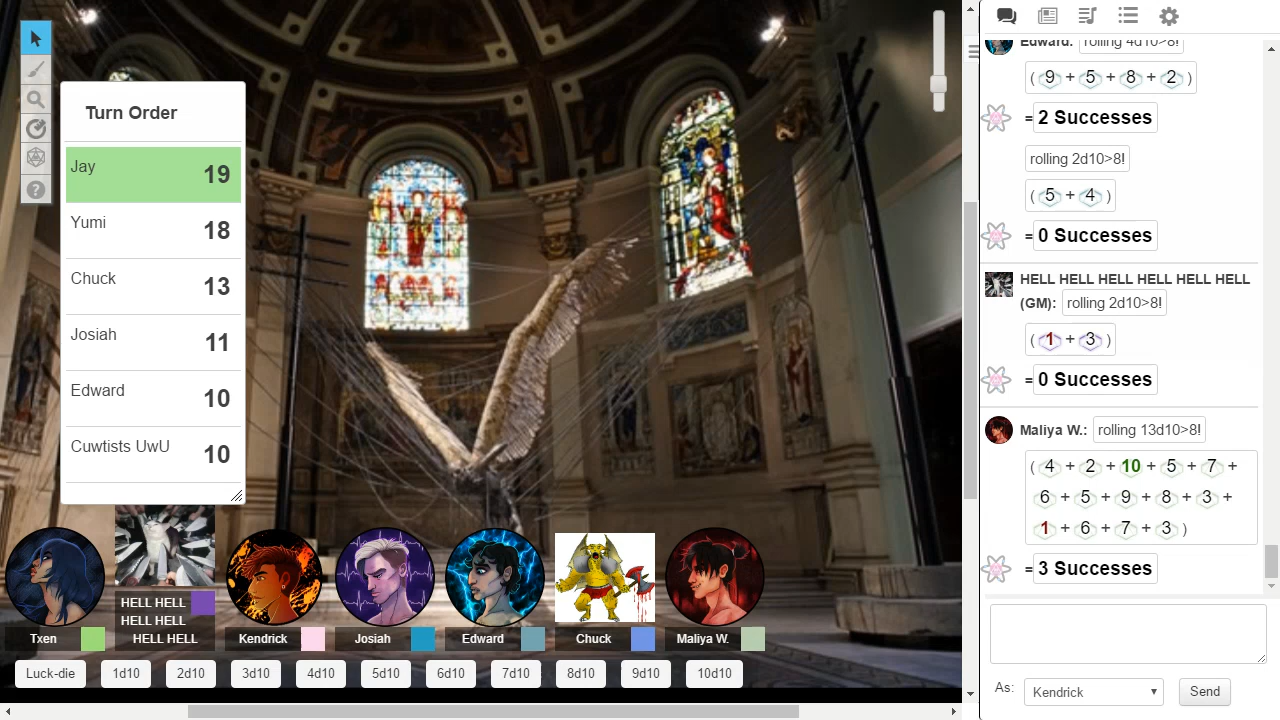 Turn Order
Jay
19
Yumi
18
Chuck
13
Josiah
11
Edward
10
Cuwtists UwU
10
Txen
HELL HELL
HELL HELL
HELL HELL
Kendrick
Josiah
Edward
Chuck
Maliya W.
Luck-die
1d10
2d10
3d10
4d10
5d10
6d10
7d10
8d10
9d10
10d10
Edward: rolling 4d10>8!
(9+5+8+2)
=2 Successes
rolling 2d10>8!
(5+4)
=0 Successes
HELL HELL HELL HELL HELL HELL
(GM): rolling 2d10>8!
(1+3)
=0 Successes
Maliya W.: rolling 13d10>8!
(4+2+10+5+7+
6+5+9+8+3+
1+6+7+3)
=3 Successes
As: Kendrick Send